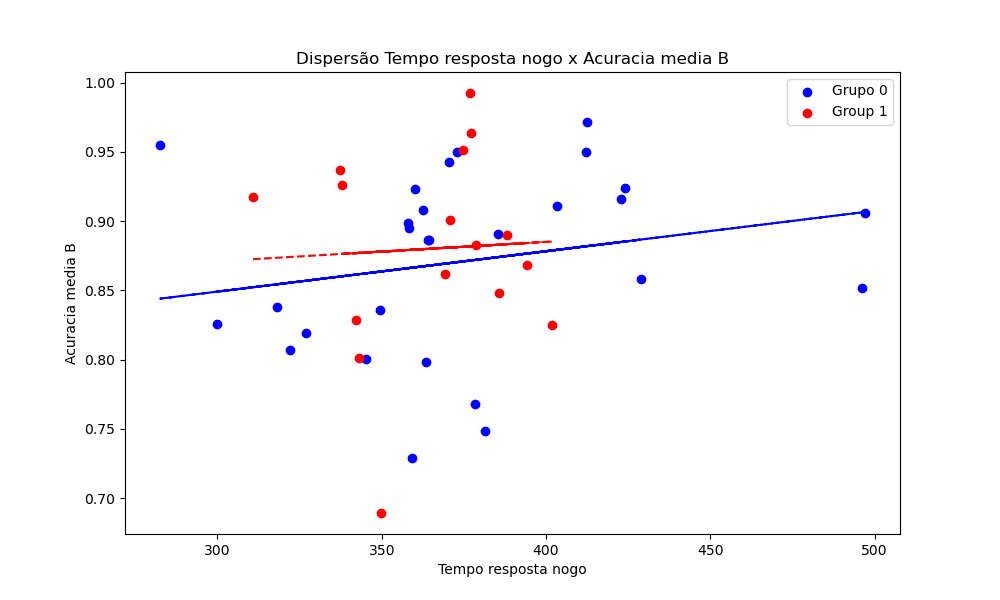 Dispersão Tempo resposta nogo x Acuracia media B
Grupo 0
Group 1
1.00
0.95
0.90
0.85
0.80
0.75
0.70
Acuracia media B
300
350
400
450
500
Tempo resposta nogo